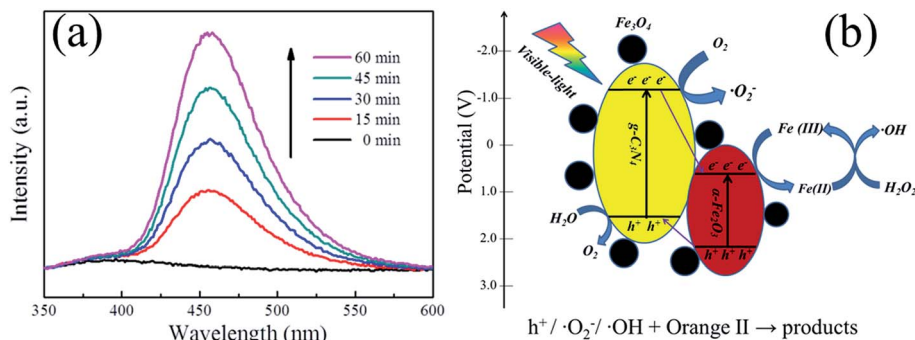 (a)
60 min
45 min
30 min
15 min
0 min
Intensity (a.u.)
350 400 450 500 550 600
Wavelength (nm)
(b)
Potential (V)
-2.0
-1.0
0
1.0
2.0
3.0
Visible-light
Fe₃O₄
O₂
·O₂⁻
e⁻ e⁻ e⁻
g-C₃N₄
h⁺ h⁺
H₂O
O₂
e⁻ e⁻ e⁻
α-Fe₂O₃
h⁺ h⁺ h⁺
Fe (III)
Fe(II)
·OH
H₂O₂
h⁺/ ·O₂⁻/ ·OH + Orange II → products